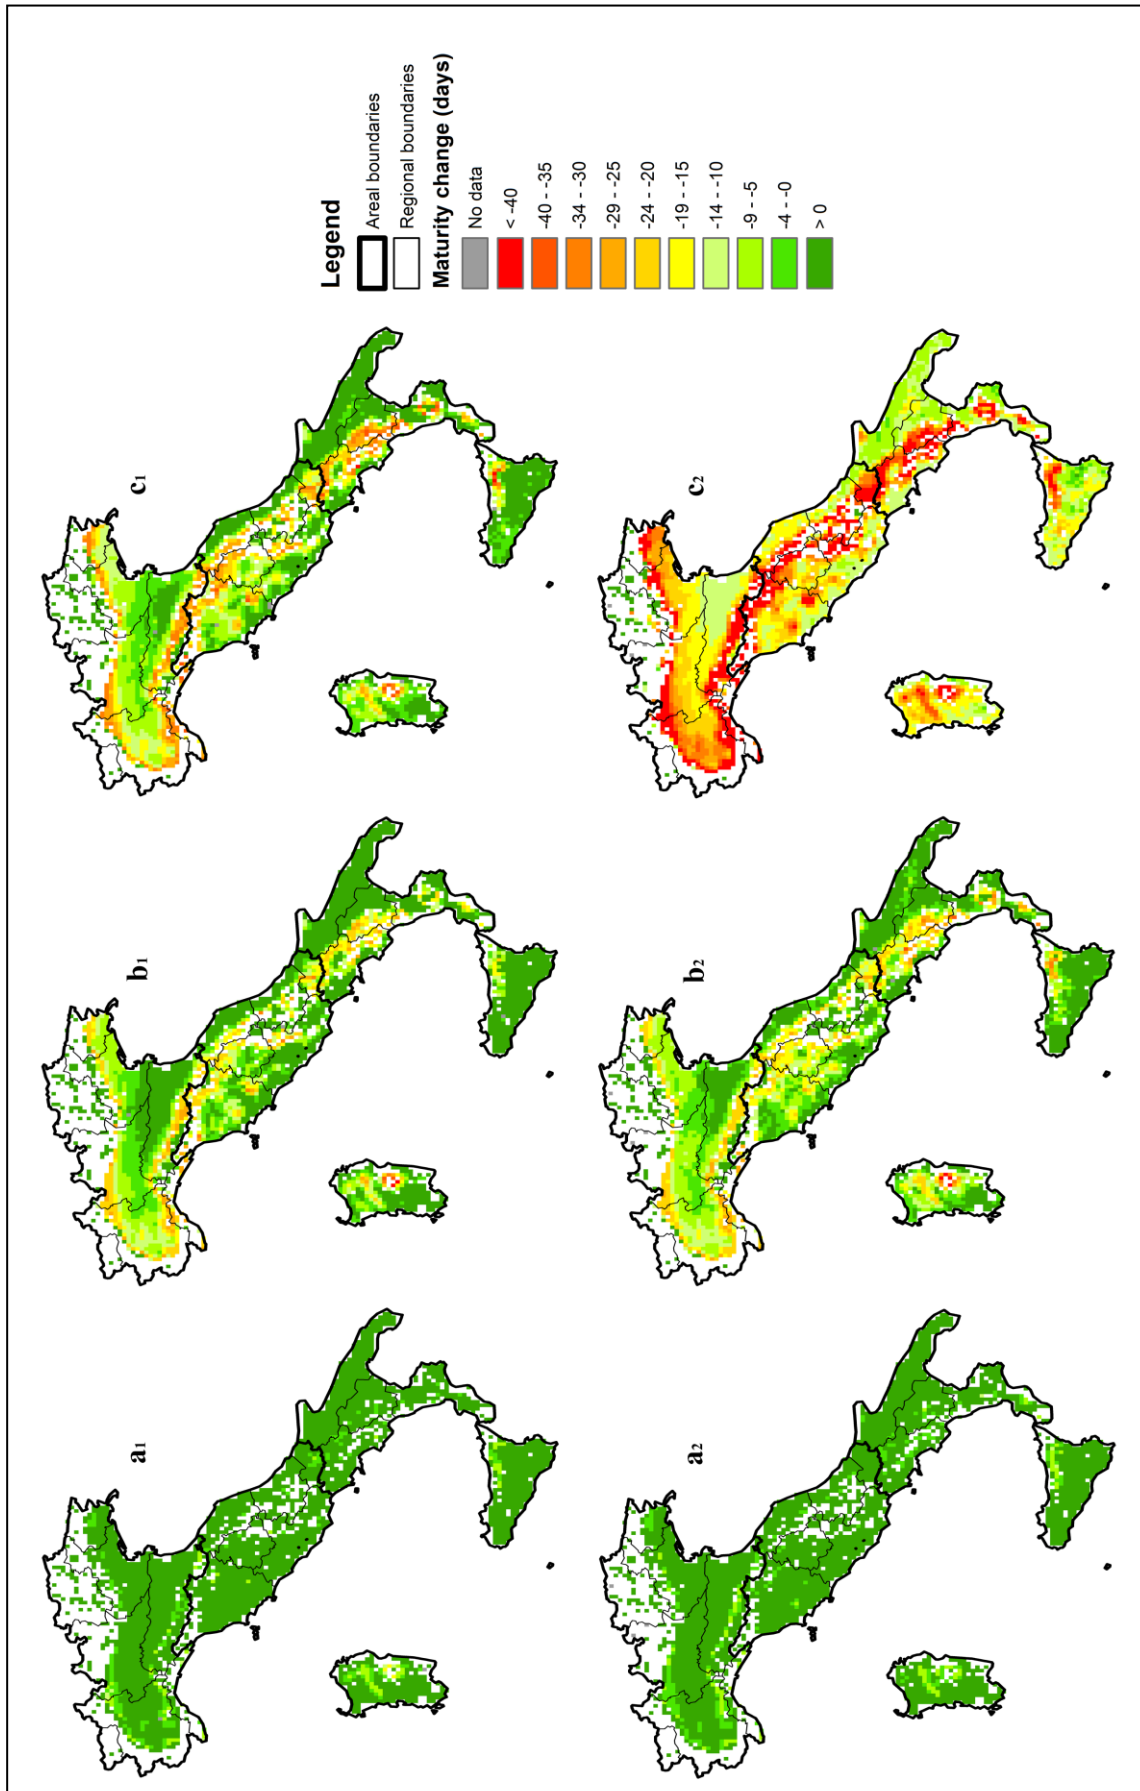 a1
b1
c1
a2
b2
c2
Legend
Areal boundaries
Regional boundaries
Maturity change (days)
No data
< -40
-40 - -35
-34 - -30
-29 - -25
-24 - -20
-19 - -15
-14 - -10
-9 - -5
-4 - -0
> 0